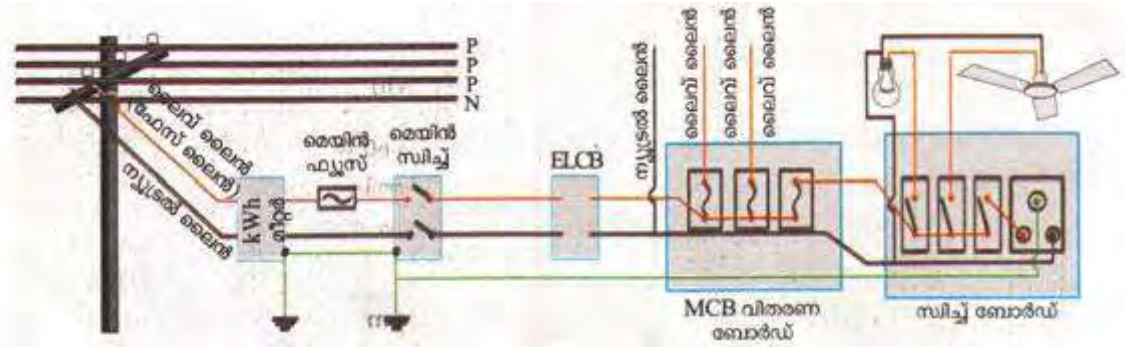 P
P
P
N
ലൈവ് ലൈൻ
(ഫേസ് ലൈൻ)
ന്യൂട്രൽ ലൈൻ
kWh
മീറ്റർ
മെയിൻ
ഫ്യൂസ്
മെയിൻ
സ്വിച്ച്
ELCB
ന്യൂട്രൽ ലൈൻ
ലൈവ് ലൈൻ
ലൈവ് ലൈൻ
ലൈവ് ലൈൻ
MCB വിതരണ
ബോർഡ്
സ്വിച്ച് ബോർഡ്